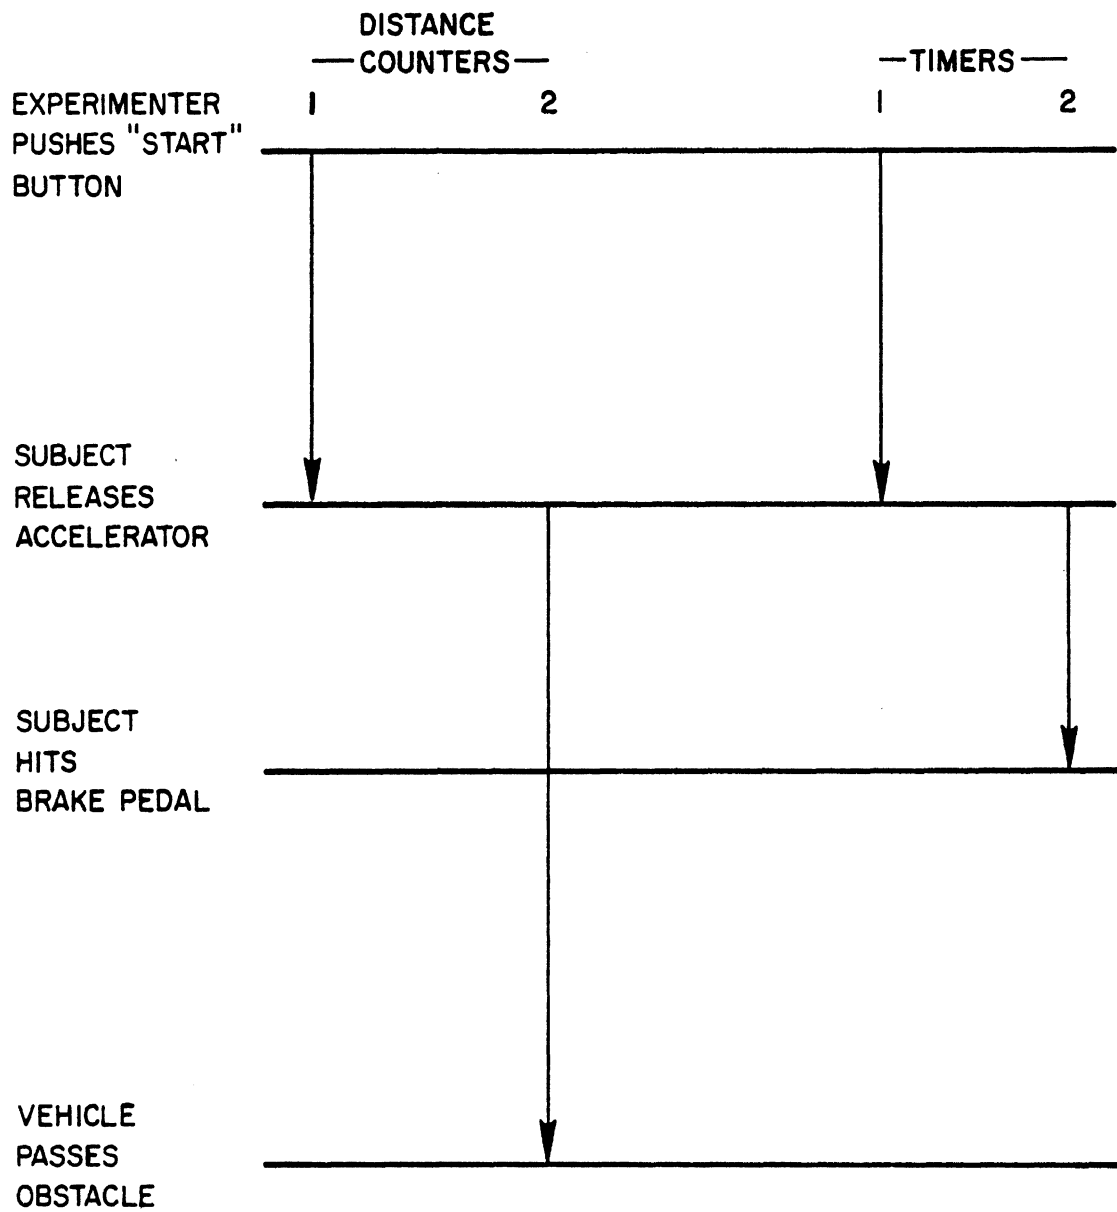 DISTANCE
COUNTERS
TIMERS
1 2 1 2
EXPERIMENTER
PUSHES "START"
BUTTON
SUBJECT
RELEASES
ACCELERATOR
SUBJECT
HITS
BRAKE PEDAL
VEHICLE
PASSES
OBSTACLE